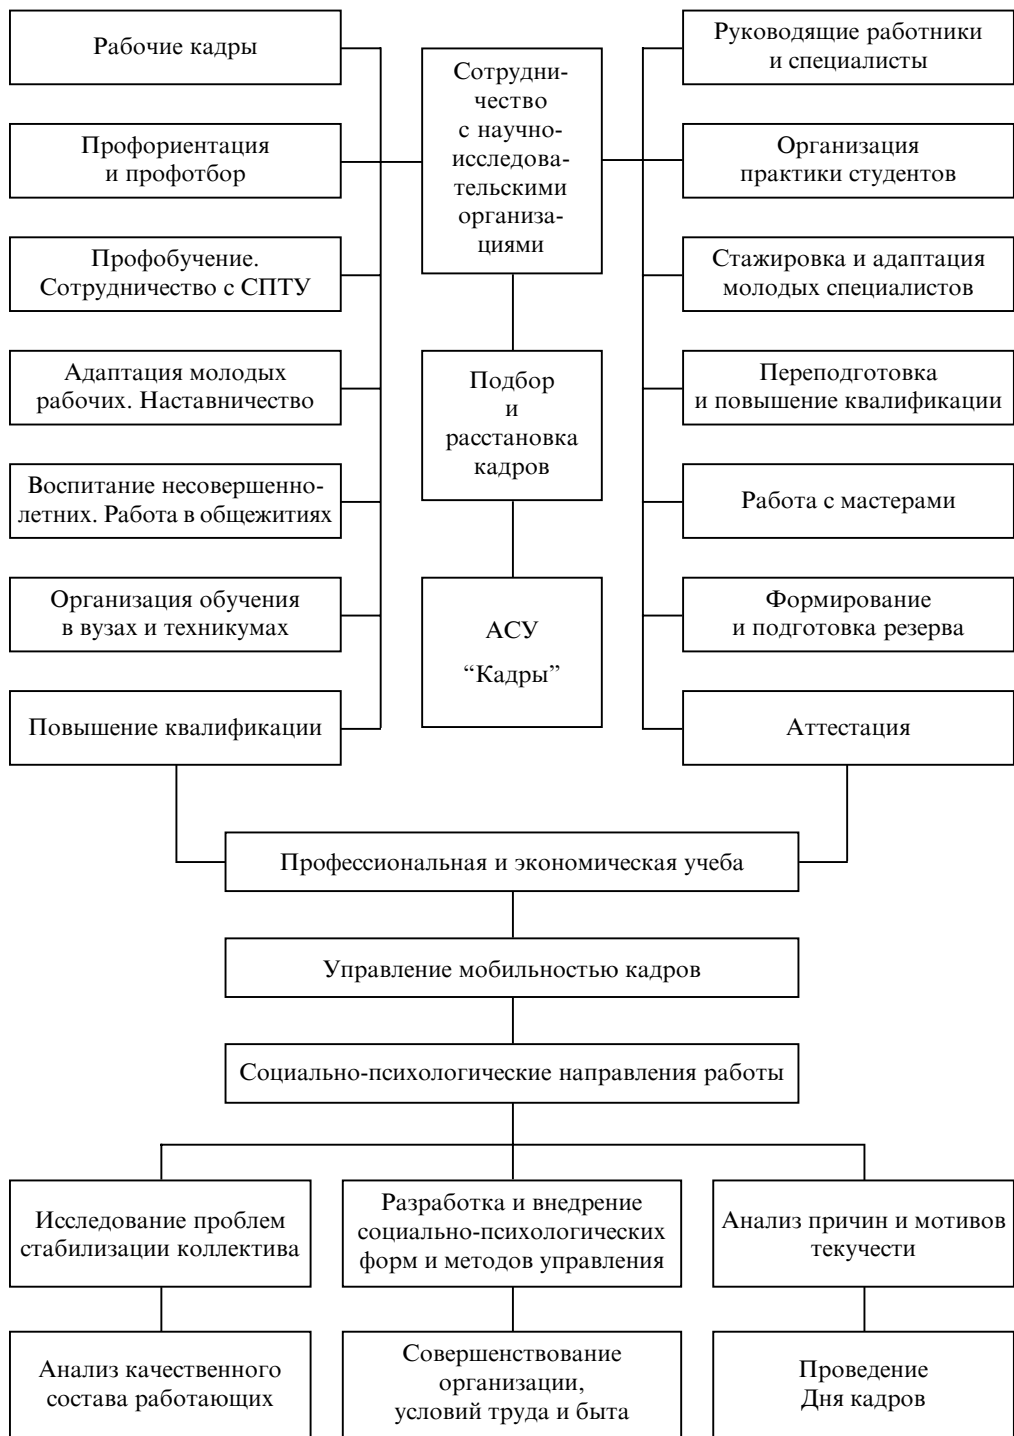 Рабочие кадры
Профориентация
и профотбор
Профобучение.
Сотрудничество с СПТУ
Адаптация молодых
рабочих. Наставничество
Воспитание несовершенно-
летних. Работа в общежитиях
Организация обучения
в вузах и техникумах
Повышение квалификации
Сотрудни-
чество
с научно-
исследова-
тельскими
организа-
циями
Подбор
и
расстановка
кадров
АСУ
“Кадры”
Руководящие работники
и специалисты
Организация
практики студентов
Стажировка и адаптация
молодых специалистов
Переподготовка
и повышение квалификации
Работа с мастерами
Формирование
и подготовка резерва
Аттестация
Профессиональная и экономическая учеба
Управление мобильностью кадров
Социально-психологические направления работы
Исследование проблем
стабилизации коллектива
Разработка и внедрение
социально-психологических
форм и методов управления
Анализ причин и мотивов
текучести
Анализ качественного
состава работающих
Совершенствование
организации,
условий труда и быта
Проведение
Дня кадров